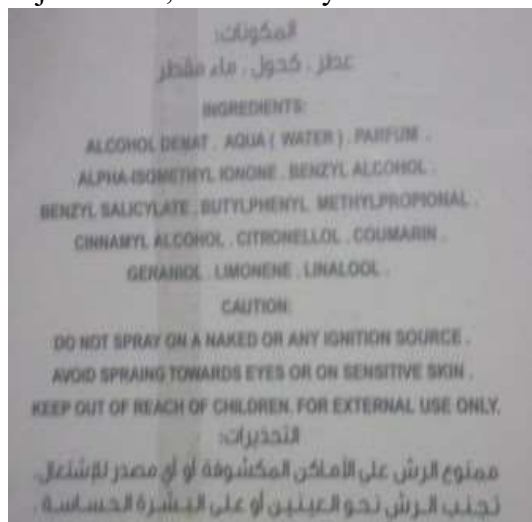 المكونات:
عطر . كحول . ماء مقطر
INGREDIENTS:
ALCOHOL DENAT . AQUA ( WATER ) . PARFUM .
ALPHA-ISOMETHYL IONONE . BENZYL ALCOHOL .
BENZYL SALICYLATE . BUTYLPHENYL METHYLPROPIONAL .
CINNAMYL ALCOHOL . CITRONELLOL . COUMARIN .
GERANIOL . LIMONENE . LINALOOL .
CAUTION:
DO NOT SPRAY ON A NAKED OR ANY IGNITION SOURCE .
AVOID SPRAING TOWARDS EYES OR ON SENSITIVE SKIN .
KEEP OUT OF REACH OF CHILDREN. FOR EXTERNAL USE ONLY.
التحذيرات:
ممنوع الرش على الأماكن المكشوفة أو أي مصدر للإشتعال.
تجنب الرش نحو العينين أو على البشرة الحساسة .